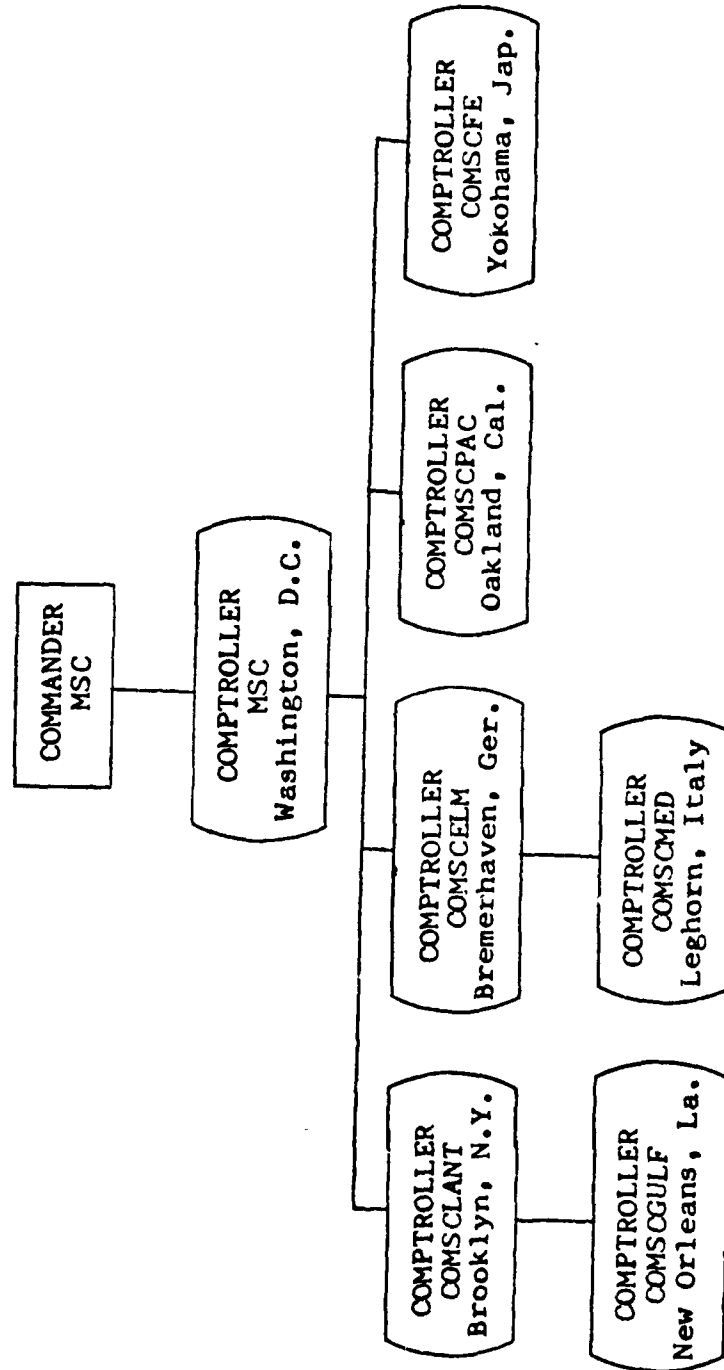 COMMANDER
MSC
COMPTROLLER
MSC
Washington, D.C.
COMPTROLLER
COMSCLANT
Brooklyn, N.Y.
COMPTROLLER
COMSCELM
Bremerhaven, Ger.
COMPTROLLER
COMSCPAC
Oakland, Cal.
COMPTROLLER
COMSCFE
Yokohama, Jap.
COMPTROLLER
COMSCGULF
New Orleans, La.
COMPTROLLER
COMSCMED
Leghorn, Italy